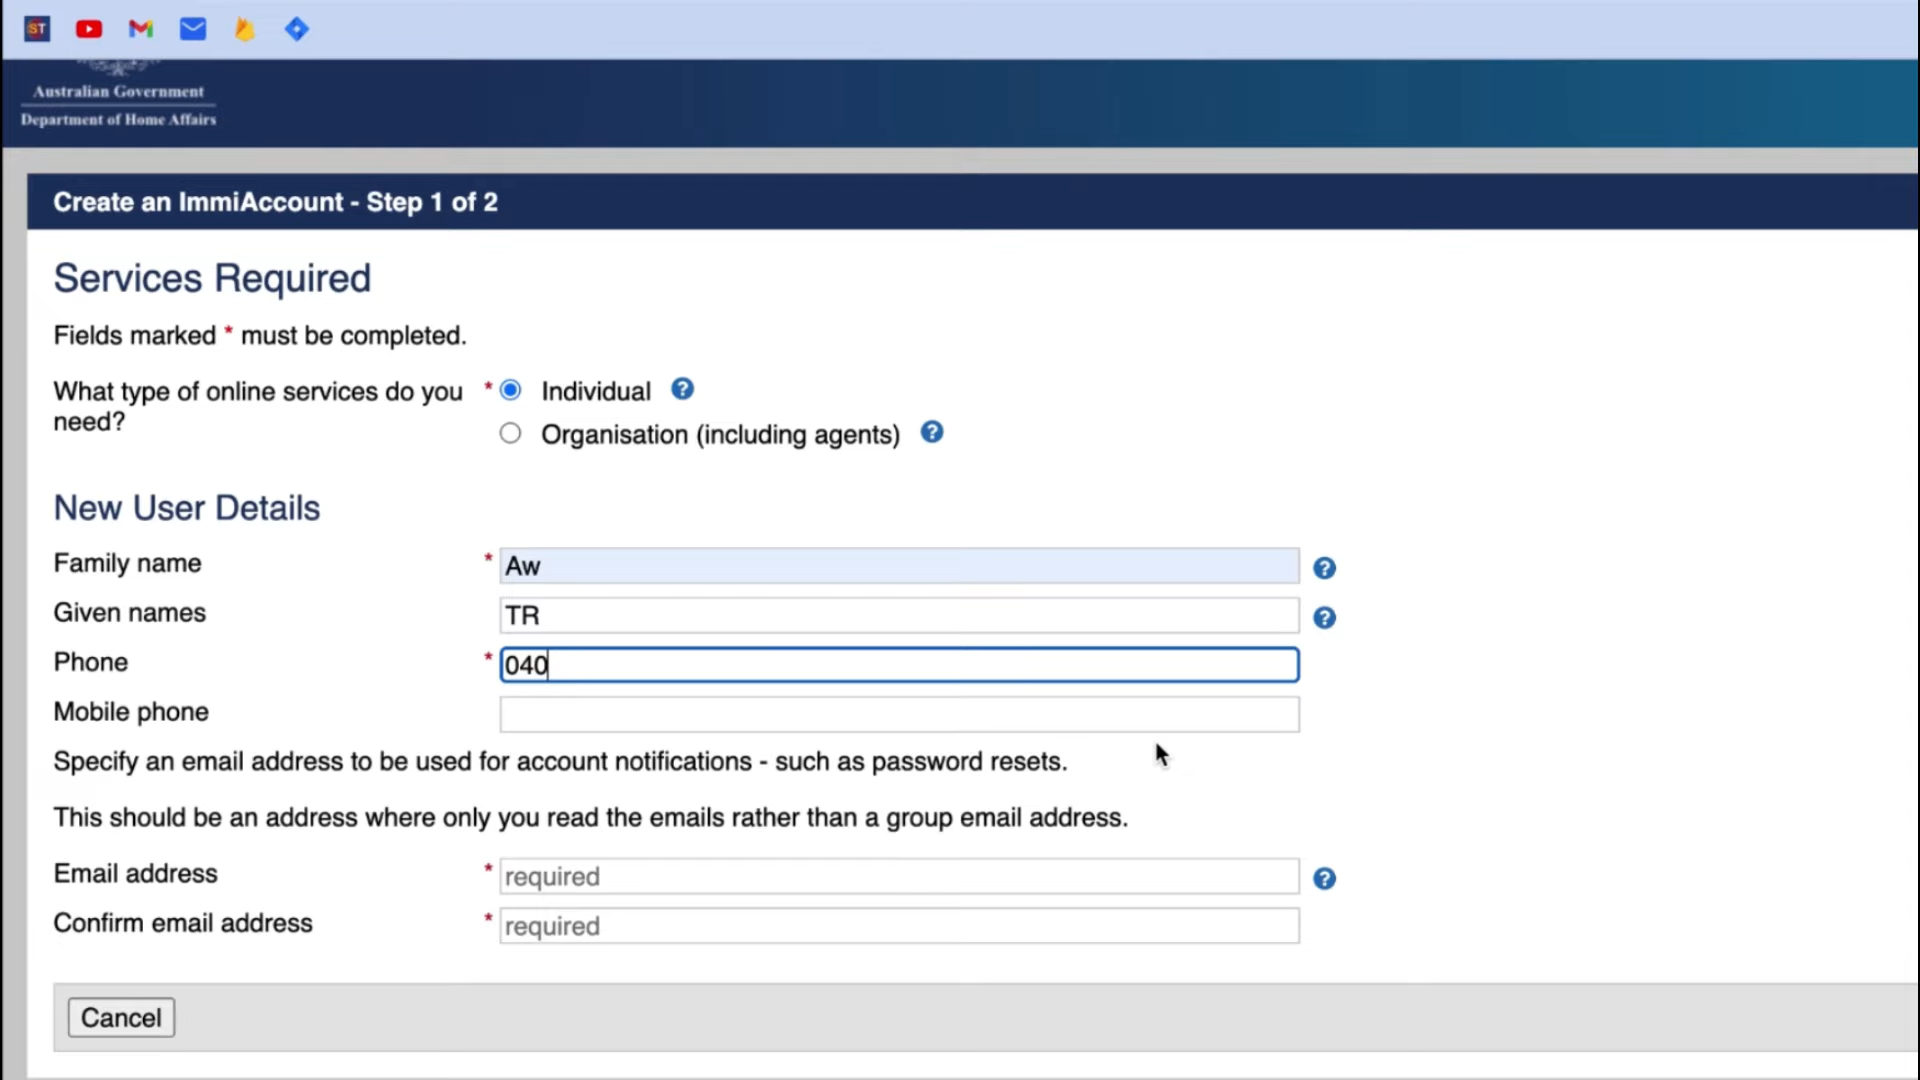 ST
Australian Government
Department of Home Affairs
Create an ImmiAccount - Step 1 of 2
Services Required
Fields marked * must be completed.
What type of online services do you need?
* Individual ?
Organisation (including agents) ?
New User Details
Family name * Aw ?
Given names TR ?
Phone * 040
Mobile phone
Specify an email address to be used for account notifications - such as password resets.
This should be an address where only you read the emails rather than a group email address.
Email address * required ?
Confirm email address * required
Cancel